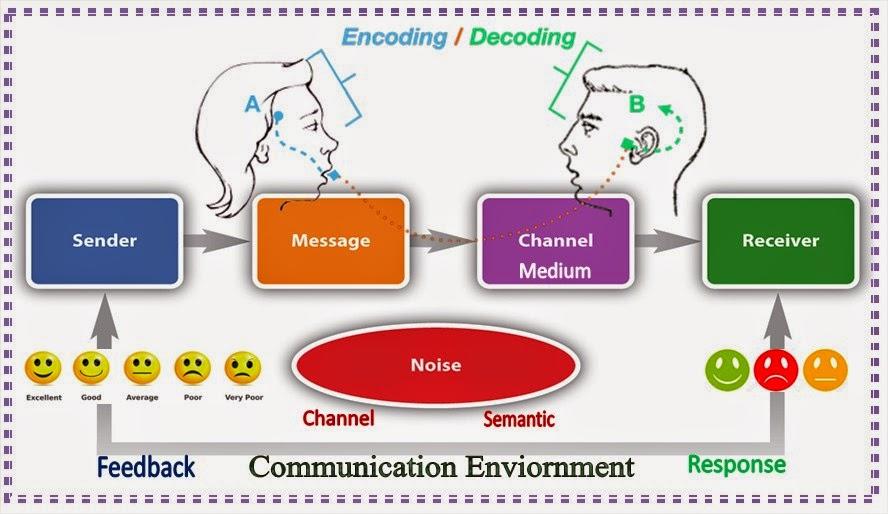 Encoding / Decoding
A
B
Sender
Message
Channel
Medium
Receiver
Noise
Excellent Good Average Poor Very Poor
Channel
Semantic
Feedback
Communication Enviornment
Response